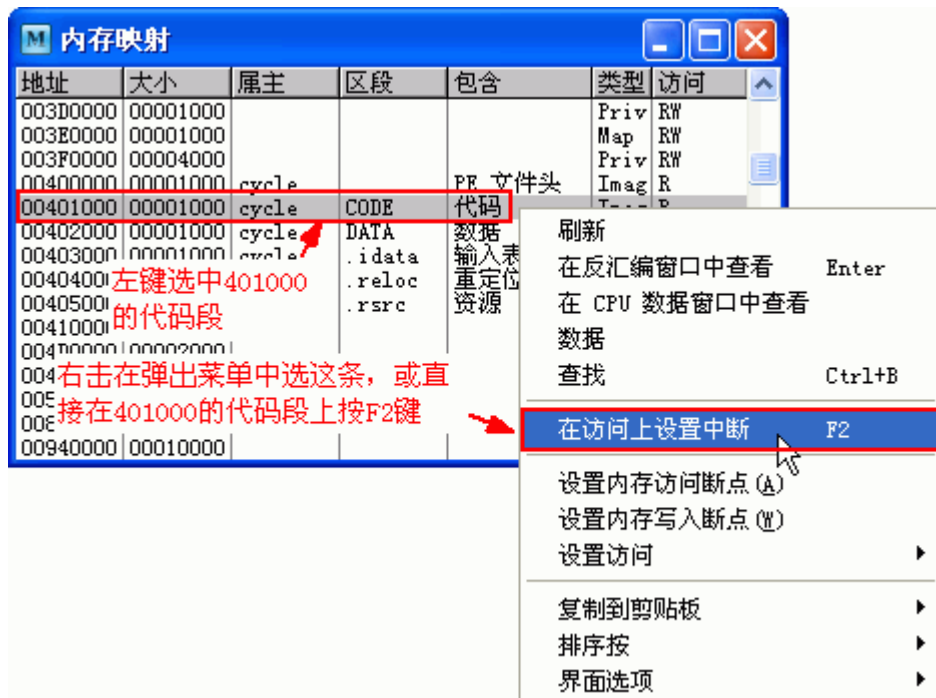 内存映射
地址 大小 属主 区段 包含 类型 访问
003D0000 00001000 Priv RW
003E0000 00001000 Map RW
003F0000 00004000 Priv RW
00400000 00001000 cycle PE 文件头 Imag R
00401000 00001000 cycle CODE 代码
00402000 00001000 cycle DATA 数据
00403000 00001000 cycle .idata 输入表
00404000 .reloc 重定位
00405000 .rsrc 资源
00410000
004D0000 00002000
00940000 00010000
左键选中401000
的代码段
右击在弹出菜单中选这条，或直
接在401000的代码段上按F2键
刷新
在反汇编窗口中查看 Enter
在 CPU 数据窗口中查看
数据
查找 Ctrl+B
在访问上设置中断 F2
设置内存访问断点(A)
设置内存写入断点(W)
设置访问
复制到剪贴板
排序按
界面选项